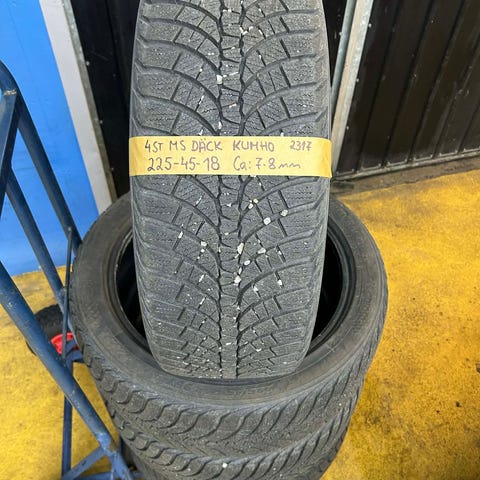 4ST MS DÄCK KUMHO 2317
225-45-18 Ca: 7.8mm